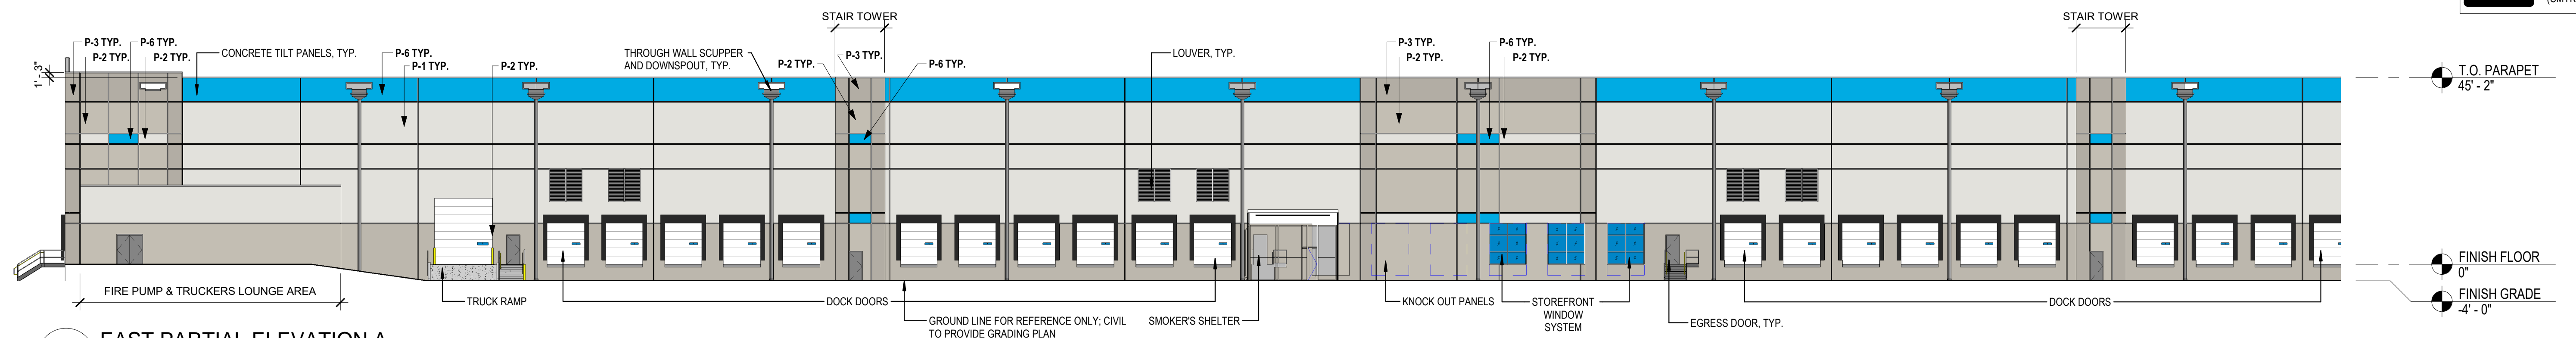 STAIR TOWER
STAIR TOWER
P-3 TYP.
P-6 TYP.
P-2 TYP.
P-2 TYP.
CONCRETE TILT PANELS, TYP.
P-6 TYP.
P-1 TYP.
P-2 TYP.
THROUGH WALL SCUPPER
AND DOWNSPOUT, TYP.
P-2 TYP.
P-3 TYP.
P-6 TYP.
LOUVER, TYP.
P-3 TYP.
P-2 TYP.
P-6 TYP.
P-2 TYP.
1' - 3"
T.O. PARAPET
45' - 2"
FINISH FLOOR
0"
FINISH GRADE
-4' - 0"
FIRE PUMP & TRUCKERS LOUNGE AREA
TRUCK RAMP
DOCK DOORS
GROUND LINE FOR REFERENCE ONLY; CIVIL
TO PROVIDE GRADING PLAN
SMOKER'S SHELTER
KNOCK OUT PANELS
STOREFRONT
WINDOW
SYSTEM
EGRESS DOOR, TYP.
DOCK DOORS
EAST PARTIAL ELEVATION A